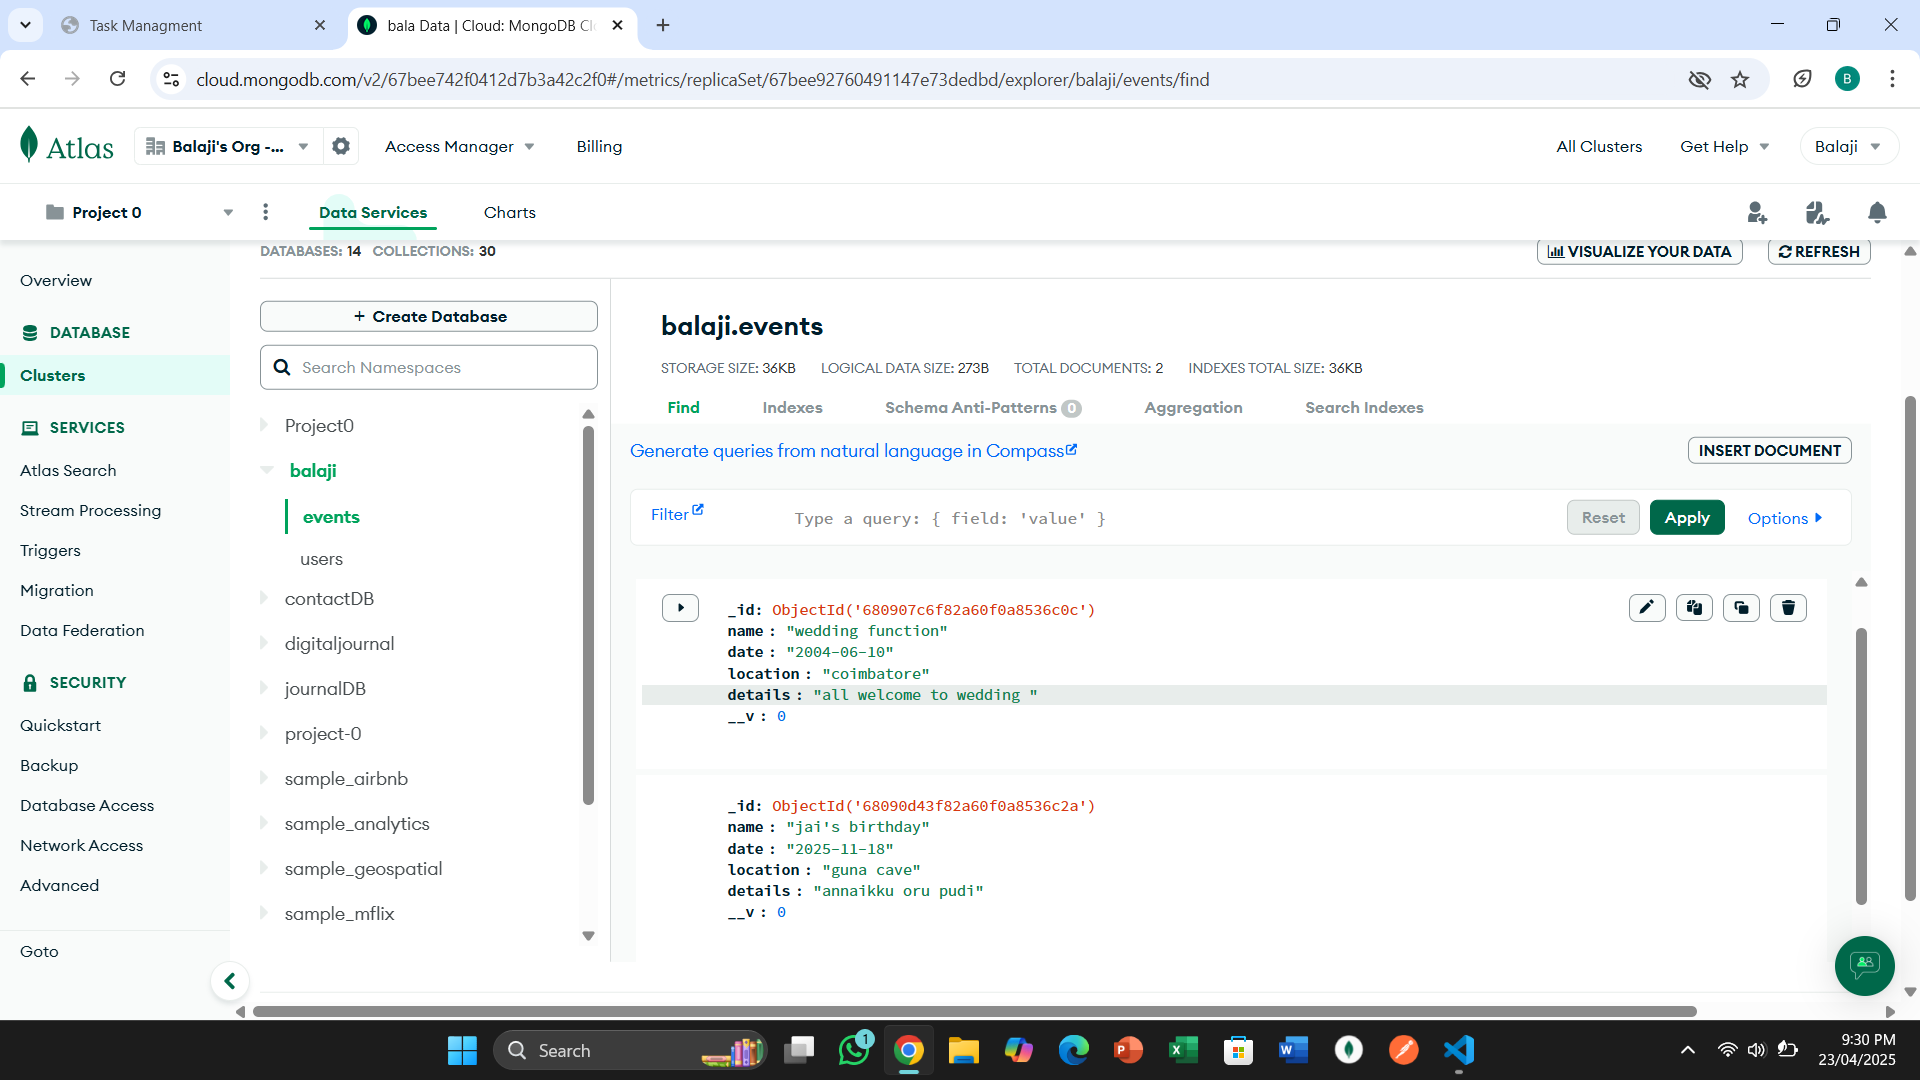 Task Managment
bala Data | Cloud: MongoDB Cl
cloud.mongodb.com/v2/67bee742f0412d7b3a42c2f0#/metrics/replicaSet/67bee92760491147e73dedbd/explorer/balaji/events/find
B
Atlas
Balaji's Org -...
Access Manager
Billing
All Clusters
Get Help
Balaji
Project 0
Data Services
Charts
DATABASES: 14 COLLECTIONS: 30
VISUALIZE YOUR DATA
REFRESH
Overview
DATABASE
Clusters
SERVICES
Atlas Search
Stream Processing
Triggers
Migration
Data Federation
SECURITY
Quickstart
Backup
Database Access
Network Access
Advanced
Goto
+ Create Database
Search Namespaces
Project0
balaji
events
users
contactDB
digitaljournal
journalDB
project-0
sample_airbnb
sample_analytics
sample_geospatial
sample_mflix
balaji.events
STORAGE SIZE: 36KB LOGICAL DATA SIZE: 273B TOTAL DOCUMENTS: 2 INDEXES TOTAL SIZE: 36KB
Find Indexes Schema Anti-Patterns 0 Aggregation Search Indexes
Generate queries from natural language in Compass
INSERT DOCUMENT
Filter
Type a query: { field: 'value' }
Reset
Apply
Options
_id: ObjectId('680907c6f82a60f0a8536c0c')
name : "wedding function"
date : "2004-06-10"
location : "coimbatore"
details : "all welcome to wedding "
__v : 0
_id: ObjectId('68090d43f82a60f0a8536c2a')
name : "jai's birthday"
date : "2025-11-18"
location : "guna cave"
details : "annaikku oru pudi"
__v : 0
Search
1
9:30 PM
23/04/2025